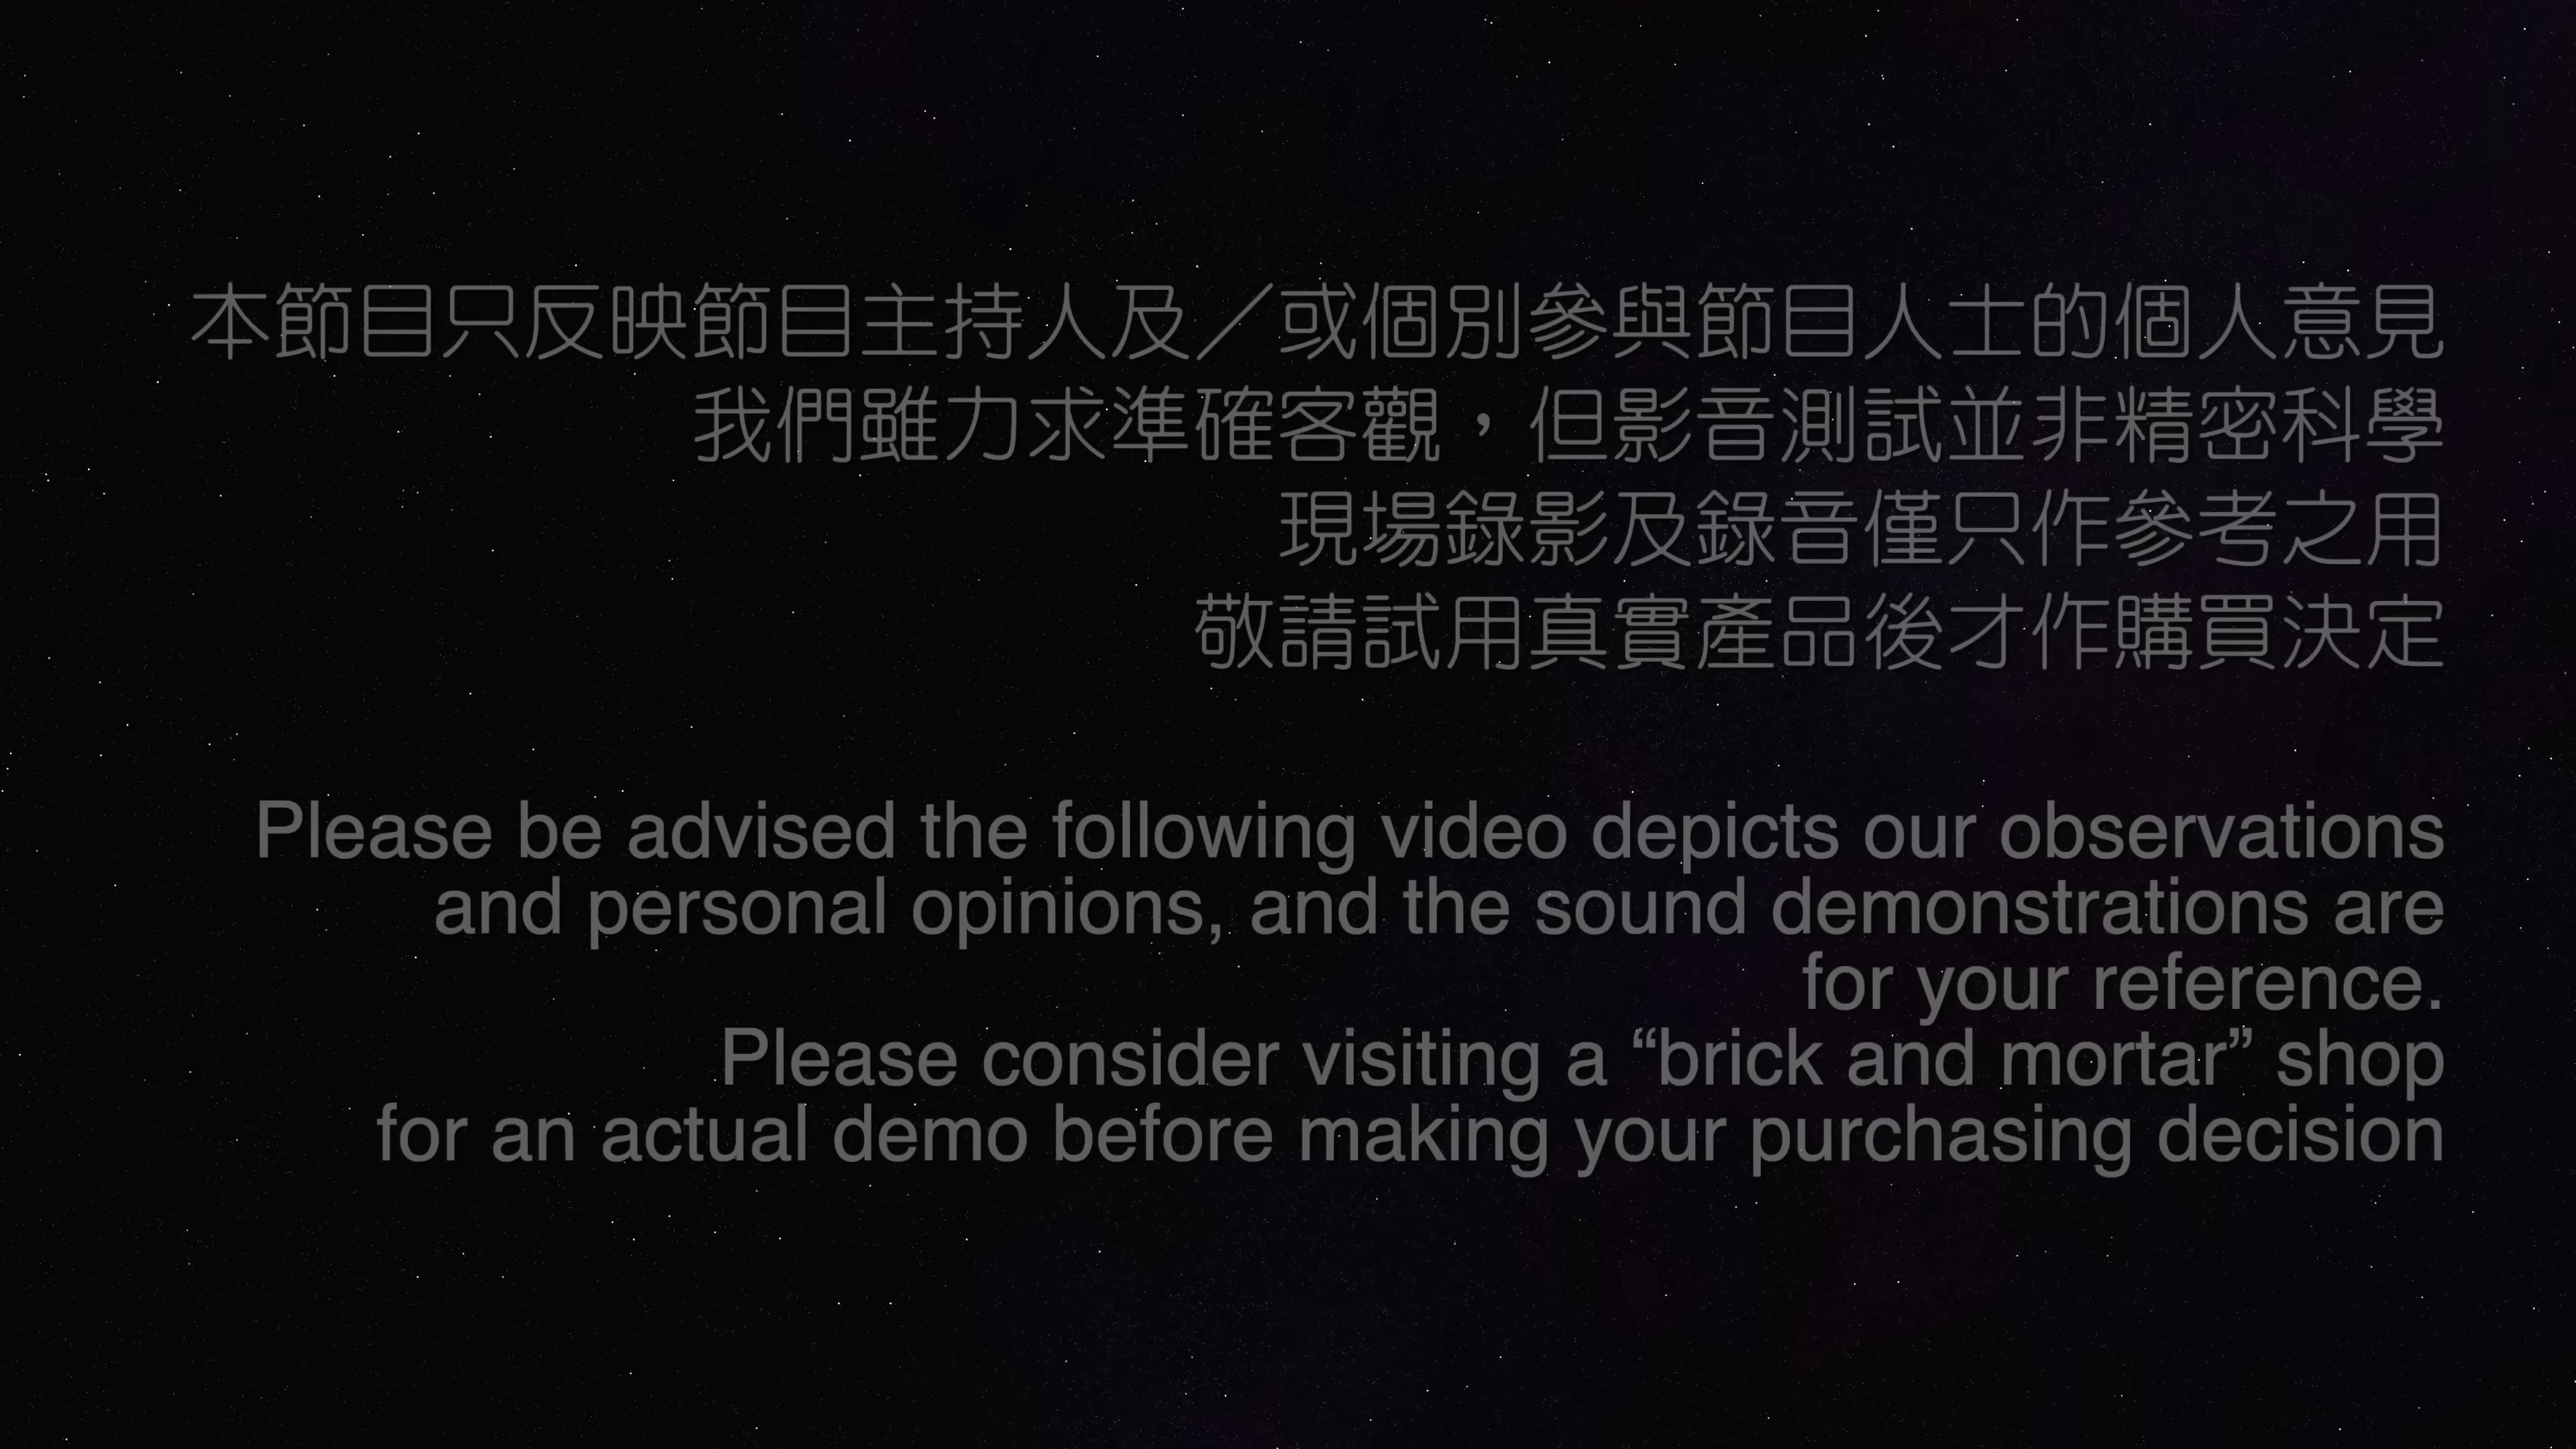 本節目只反映節目主持人及／或個別參與節目人士的個人意見
我們雖力求準確客觀，但影音測試並非精密科學
現場錄影及錄音僅只作參考之用
敬請試用真實產品後才作購買決定
Please be advised the following video depicts our observations
and personal opinions, and the sound demonstrations are
for your reference.
Please consider visiting a “brick and mortar” shop
for an actual demo before making your purchasing decision